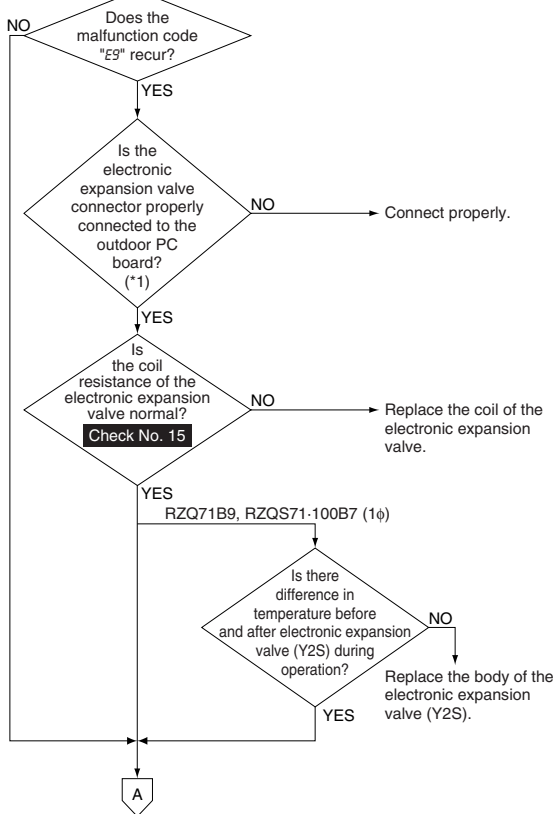 NO
Does the
malfunction code
"E9" recur?
YES
Is the
electronic
expansion valve
connector properly
connected to the
outdoor PC
board?
(*1)
NO
Connect properly.
YES
Is
the coil
resistance of the
electronic expansion
valve normal?
Check No. 15
NO
Replace the coil of the
electronic expansion
valve.
YES
RZQ71B9, RZQS71·100B7 (1ϕ)
Is there
difference in
temperature before
and after electronic expansion
valve (Y2S) during
operation?
NO
Replace the body of the
electronic expansion
valve (Y2S).
YES
A